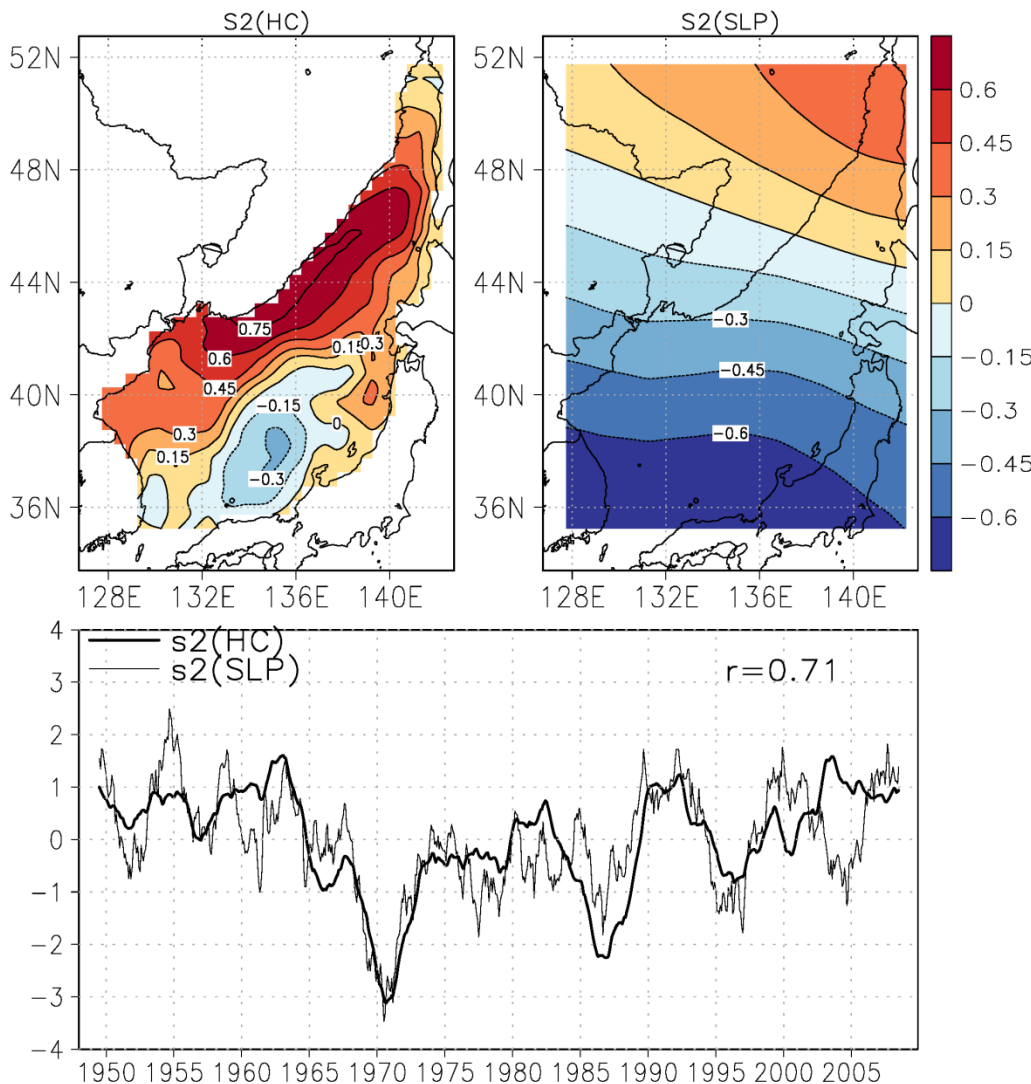 S2(HC)
S2(SLP)
52N
48N
44N
40N
36N
128E 132E 136E 140E
0.75
0.6
0.45
0.3
0.15
0.15
0.3
-0.15
-0.3
0
52N
48N
44N
40N
36N
128E 132E 136E 140E
-0.3
-0.45
-0.6
0.6
0.45
0.3
0.15
0
-0.15
-0.3
-0.45
-0.6
s2(HC)
s2(SLP)
r=0.71
4
3
2
1
0
-1
-2
-3
-4
1950 1955 1960 1965 1970 1975 1980 1985 1990 1995 2000 2005